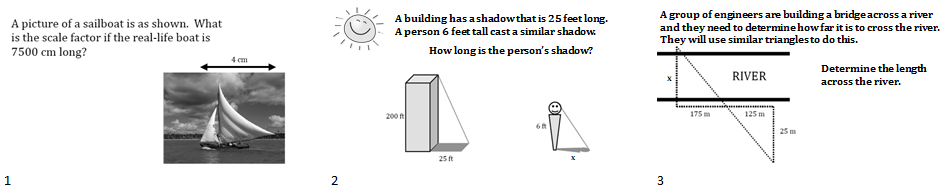 A picture of a sailboat is as shown. What
is the scale factor if the real-life boat is
7500 cm long?
4 cm
1
A building has a shadow that is 25 feet long.
A person 6 feet tall cast a similar shadow.
How long is the person's shadow?
200 ft
6 ft
25 ft
x
2
A group of engineers are building a bridge across a river
and they need to determine how far it is to cross the river.
They will use similar triangles to do this.
Determine the length
across the river.
x
RIVER
175 m
125 m
25 m
3